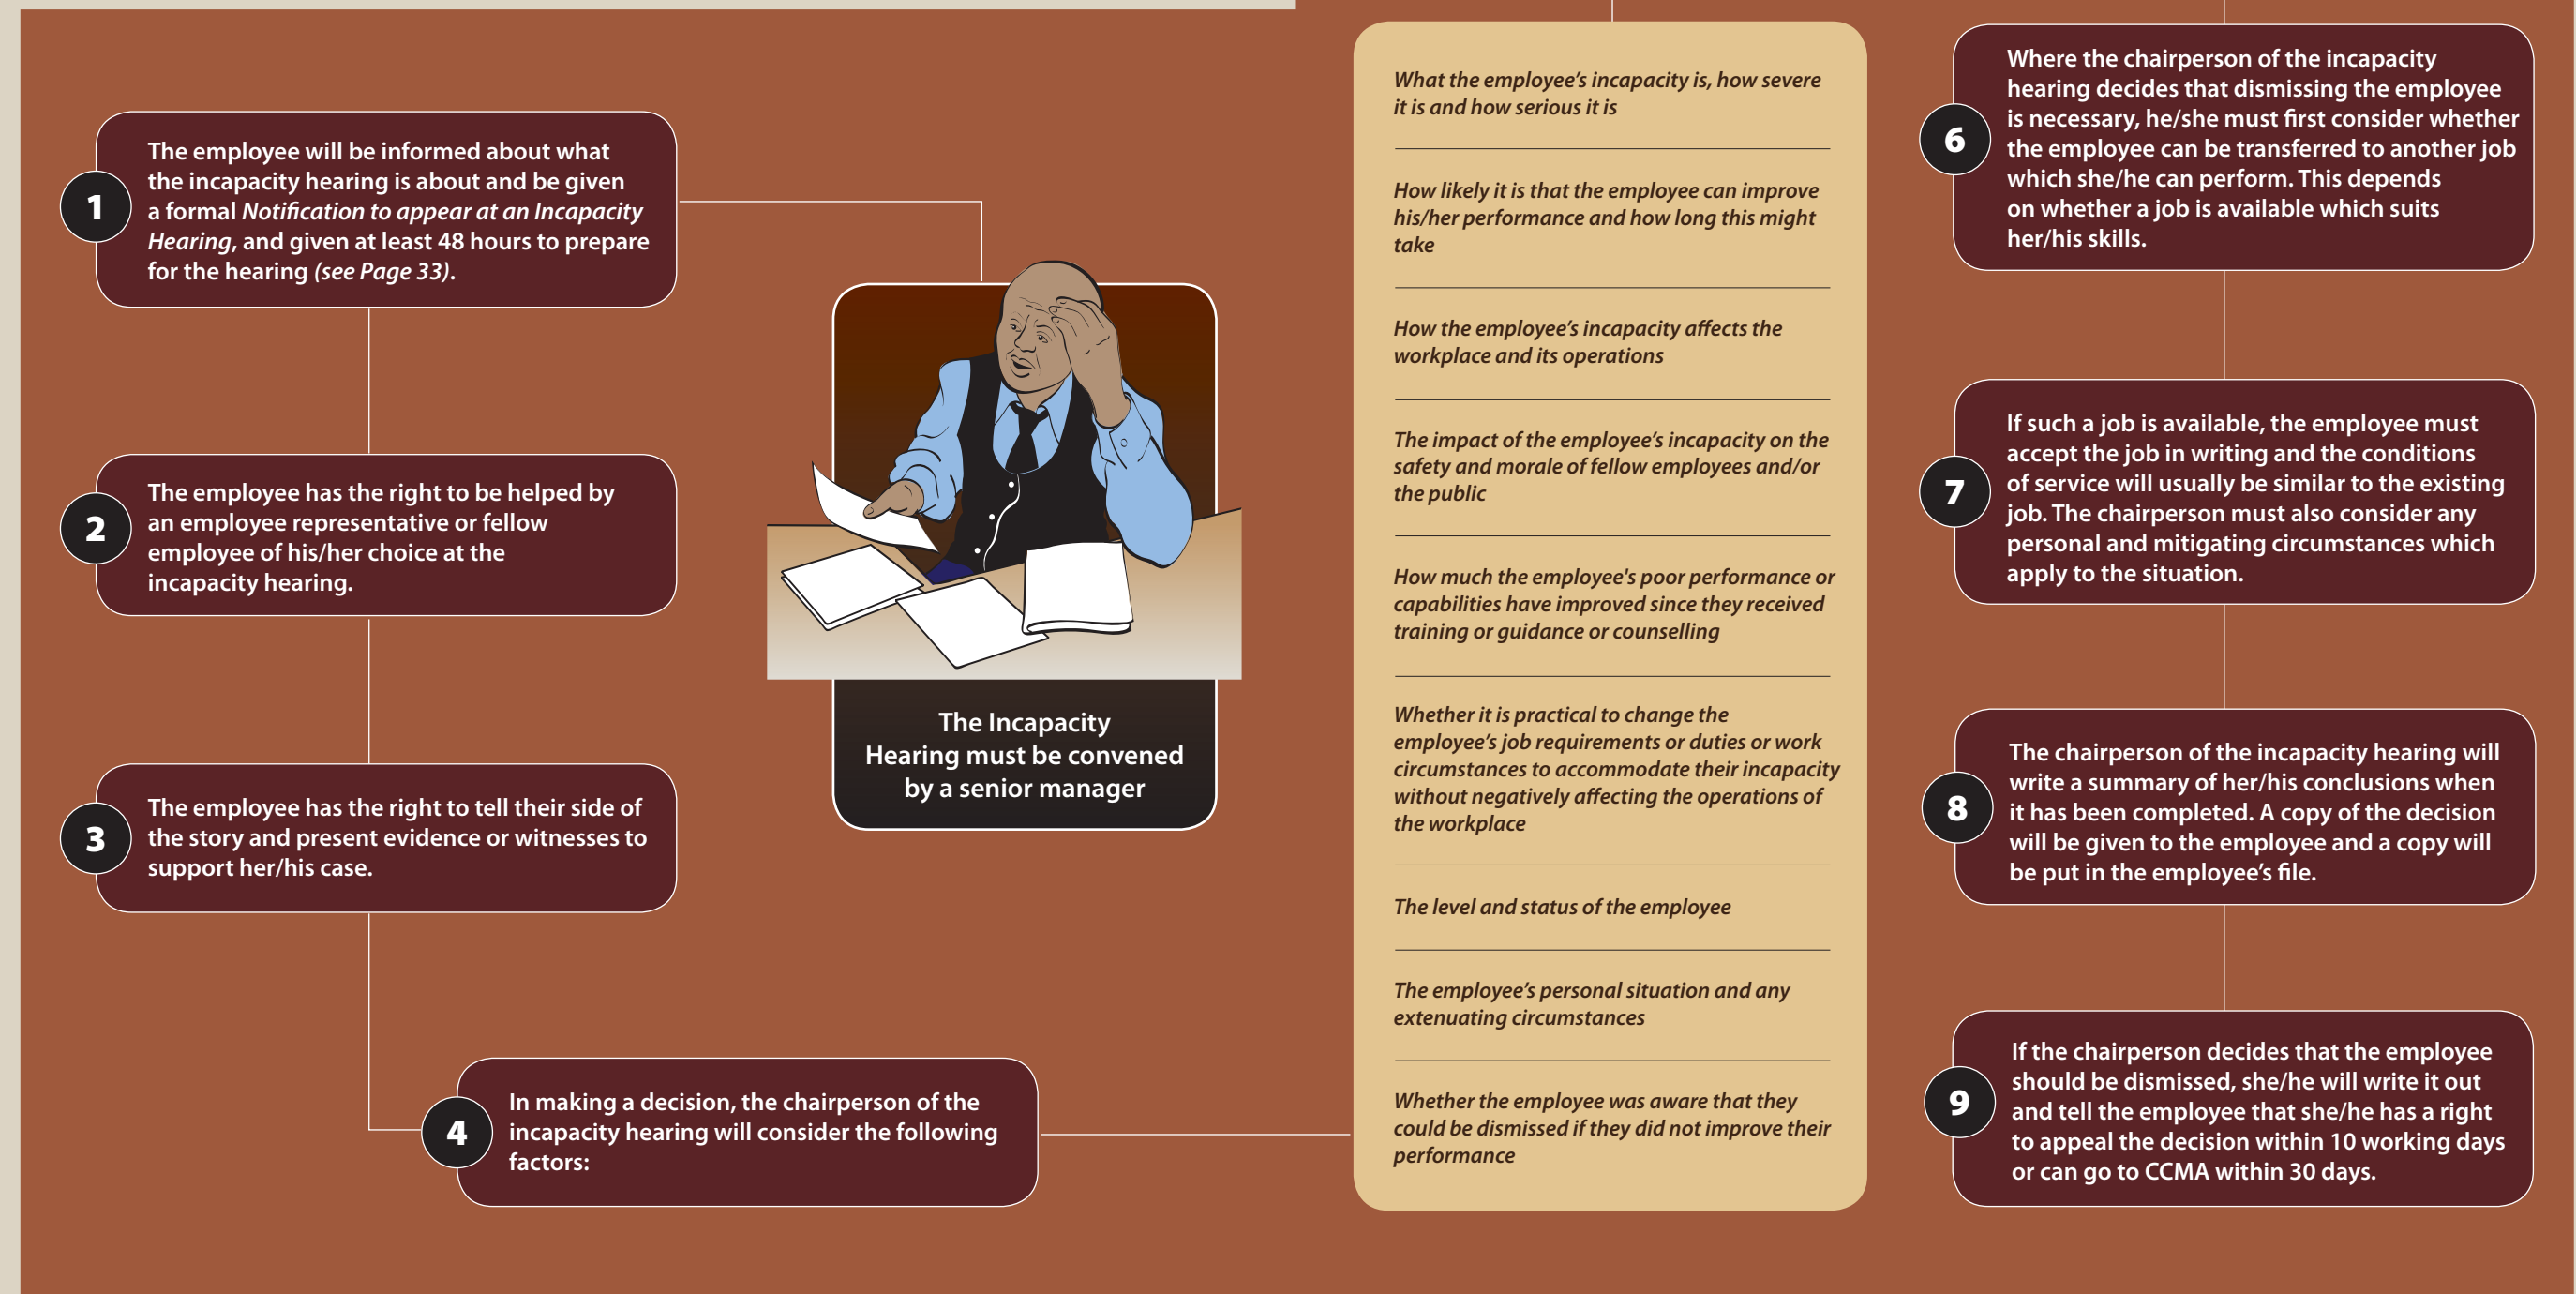 1
The employee will be informed about what
the incapacity hearing is about and be given
a formal Notification to appear at an Incapacity
Hearing, and given at least 48 hours to prepare
for the hearing (see Page 33).
2
The employee has the right to be helped by
an employee representative or fellow
employee of his/her choice at the
incapacity hearing.
3
The employee has the right to tell their side of
the story and present evidence or witnesses to
support her/his case.
The Incapacity
Hearing must be convened
by a senior manager
4
In making a decision, the chairperson of the
incapacity hearing will consider the following
factors:
What the employee’s incapacity is, how severe
it is and how serious it is
How likely it is that the employee can improve
his/her performance and how long this might
take
How the employee’s incapacity affects the
workplace and its operations
The impact of the employee’s incapacity on the
safety and morale of fellow employees and/or
the public
How much the employee's poor performance or
capabilities have improved since they received
training or guidance or counselling
Whether it is practical to change the
employee’s job requirements or duties or work
circumstances to accommodate their incapacity
without negatively affecting the operations of
the workplace
The level and status of the employee
The employee’s personal situation and any
extenuating circumstances
Whether the employee was aware that they
could be dismissed if they did not improve their
performance
6
Where the chairperson of the incapacity
hearing decides that dismissing the employee
is necessary, he/she must first consider whether
the employee can be transferred to another job
which she/he can perform. This depends
on whether a job is available which suits
her/his skills.
7
If such a job is available, the employee must
accept the job in writing and the conditions
of service will usually be similar to the existing
job. The chairperson must also consider any
personal and mitigating circumstances which
apply to the situation.
8
The chairperson of the incapacity hearing will
write a summary of her/his conclusions when
it has been completed. A copy of the decision
will be given to the employee and a copy will
be put in the employee’s file.
9
If the chairperson decides that the employee
should be dismissed, she/he will write it out
and tell the employee that she/he has a right
to appeal the decision within 10 working days
or can go to CCMA within 30 days.